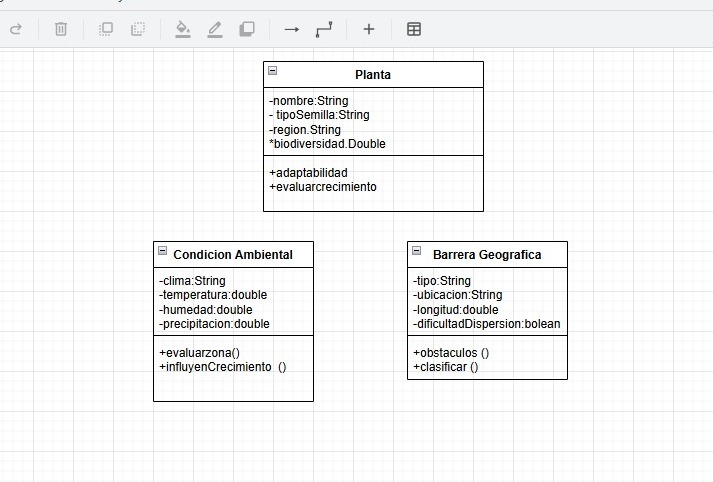 Planta
-nombre:String
- tipoSemilla:String
-region.String
*biodiversidad.Double
+adaptabilidad
+evaluarcrecimiento
Condicion Ambiental
-clima:String
-temperatura:double
-humedad:double
-precipitacion:double
+evaluarzona()
+influyenCrecimiento  ()
Barrera Geografica
-tipo:String
-ubicacion:String
-longitud:double
-dificultadDispersion:bolean
+obstaculos ()
+clasificar ()